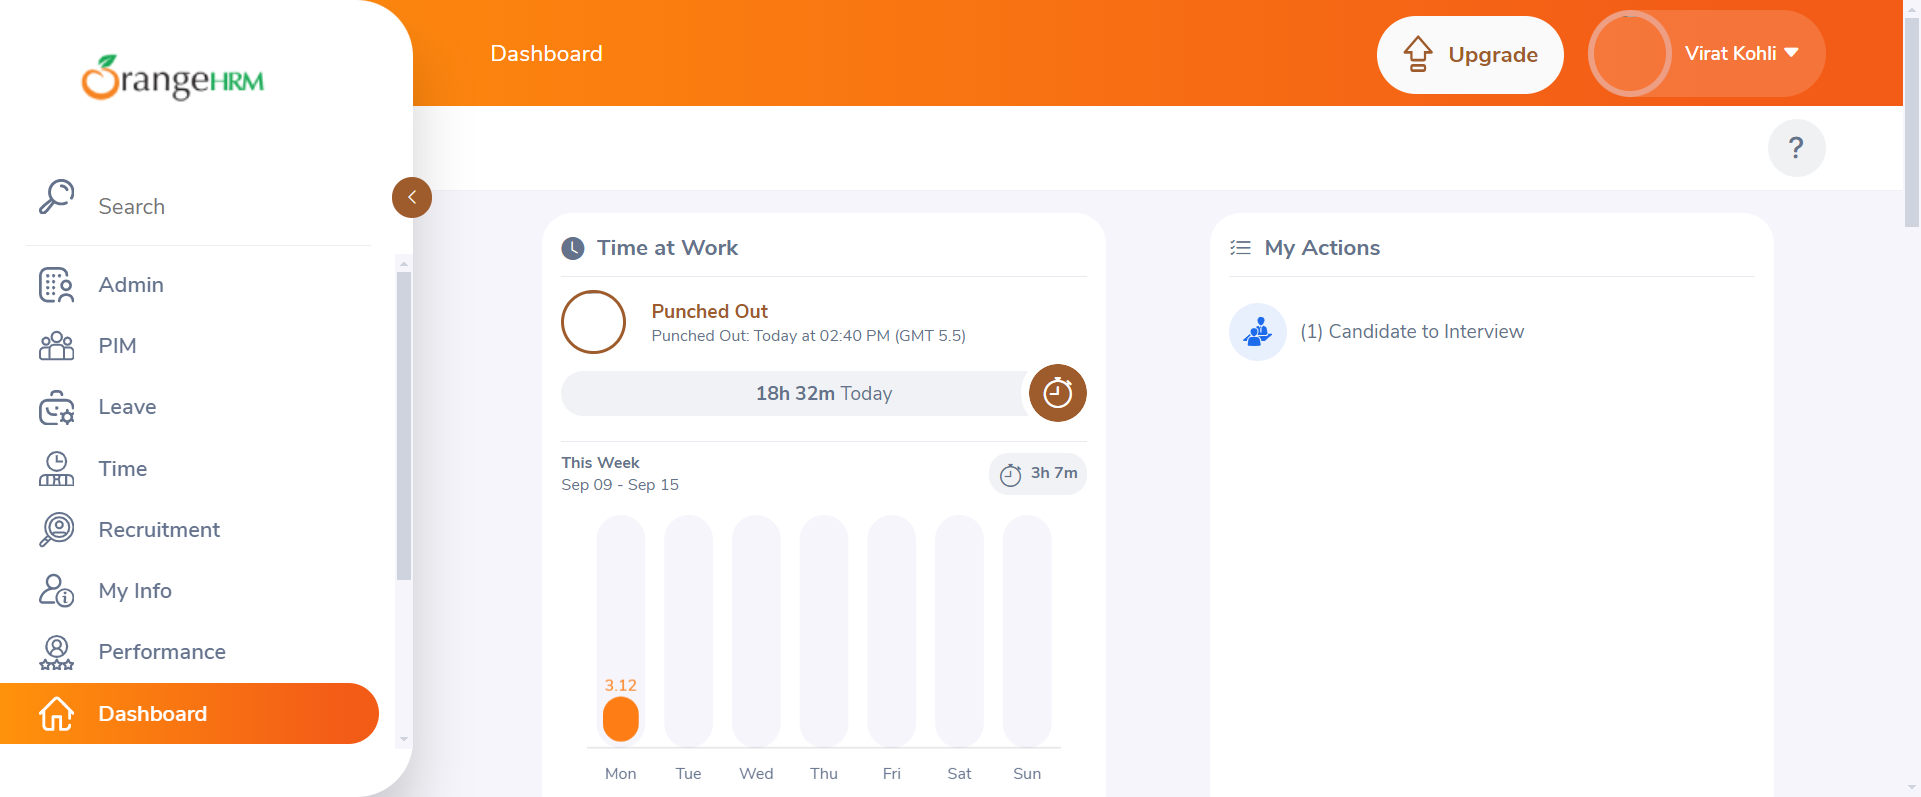 OrangeHRM
Dashboard
Upgrade
Virat Kohli
?
Search
Admin
PIM
Leave
Time
Recruitment
My Info
Performance
Dashboard
Time at Work
Punched Out
Punched Out: Today at 02:40 PM (GMT 5.5)
18h 32m Today
This Week
Sep 09 - Sep 15
3h 7m
3.12
Mon Tue Wed Thu Fri Sat Sun
My Actions
(1) Candidate to Interview